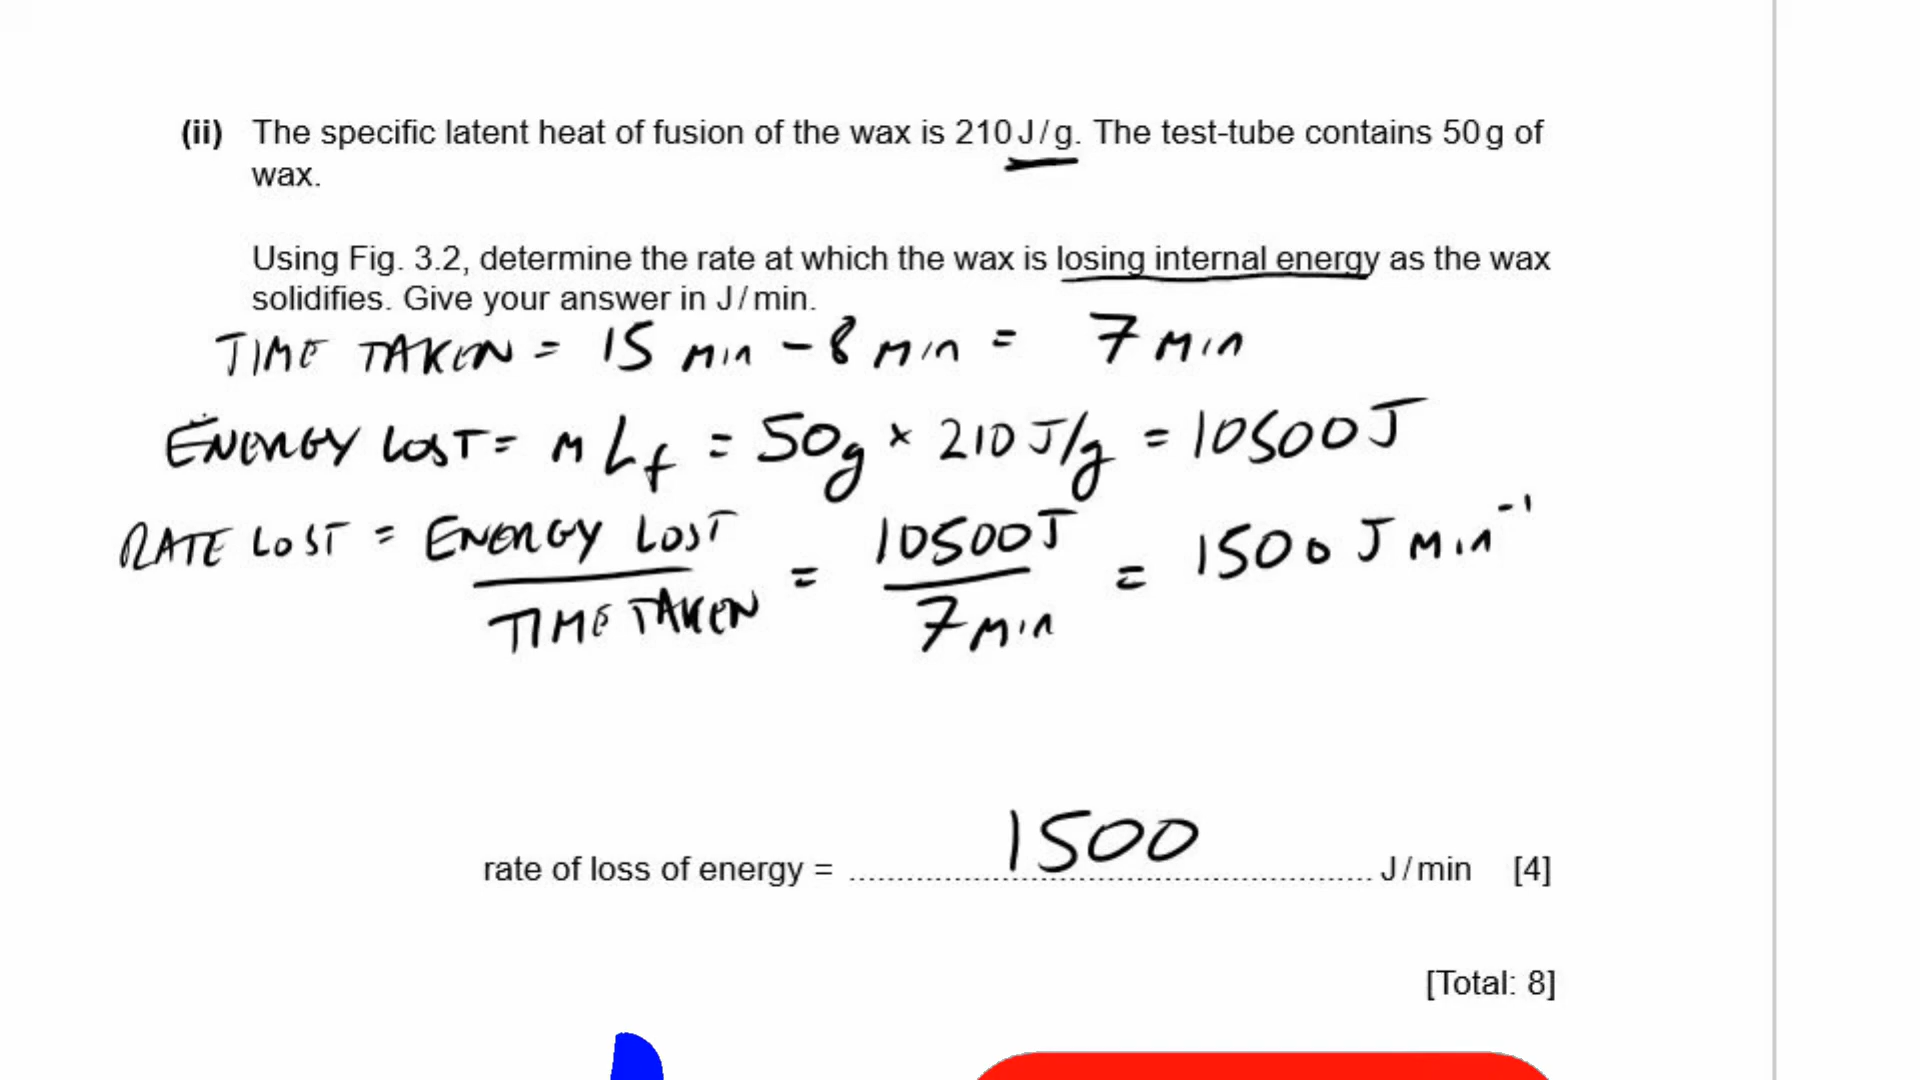 (ii) The specific latent heat of fusion of the wax is 210 J/g. The test-tube contains 50 g of
wax.
Using Fig. 3.2, determine the rate at which the wax is losing internal energy as the wax
solidifies. Give your answer in J/min.
TIME TAKEN = 15 MIN - 8 MIN = 7 MIN
ENERGY LOST = m Lf = 50g × 210 J/g = 10500J
RATE LOST = ENERGY LOST / TIME TAKEN = 10500J / 7 MIN = 1500 J MIN⁻¹
1500
rate of loss of energy = ........................................ J/min [4]
[Total: 8]